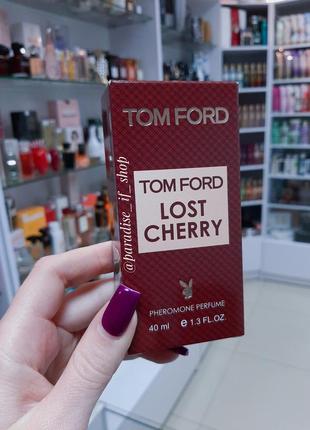 TOM FORD
TOM FORD
LOST
CHERRY
PHEROMONE PERFUME
40 ml e 1.3 FL.OZ.
@paradise_if_shop